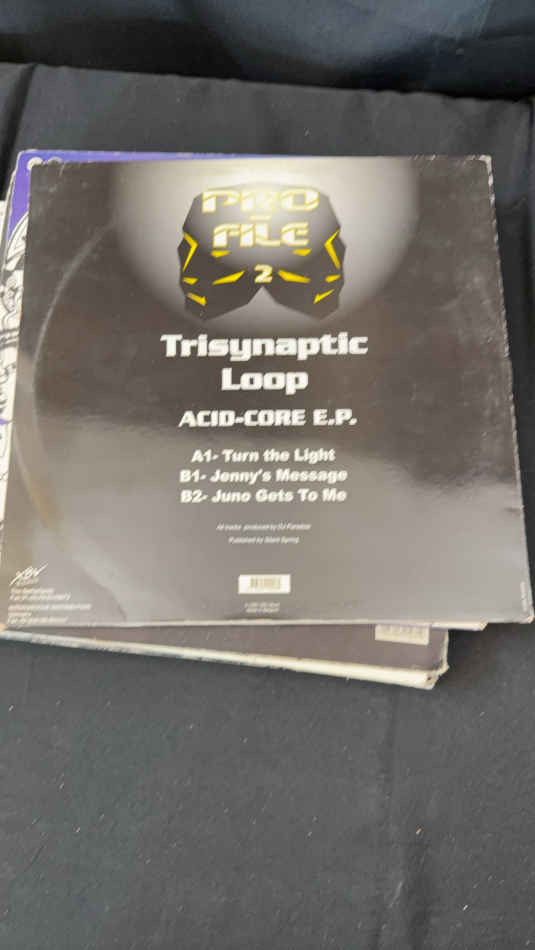 PRO
FILE
2
Trisynaptic
Loop
ACID-CORE E.P.
A1- Turn the Light
B1- Jenny's Message
B2- Juno Gets To Me
All tracks produced by DJ Paradise
Published by Silent Spring